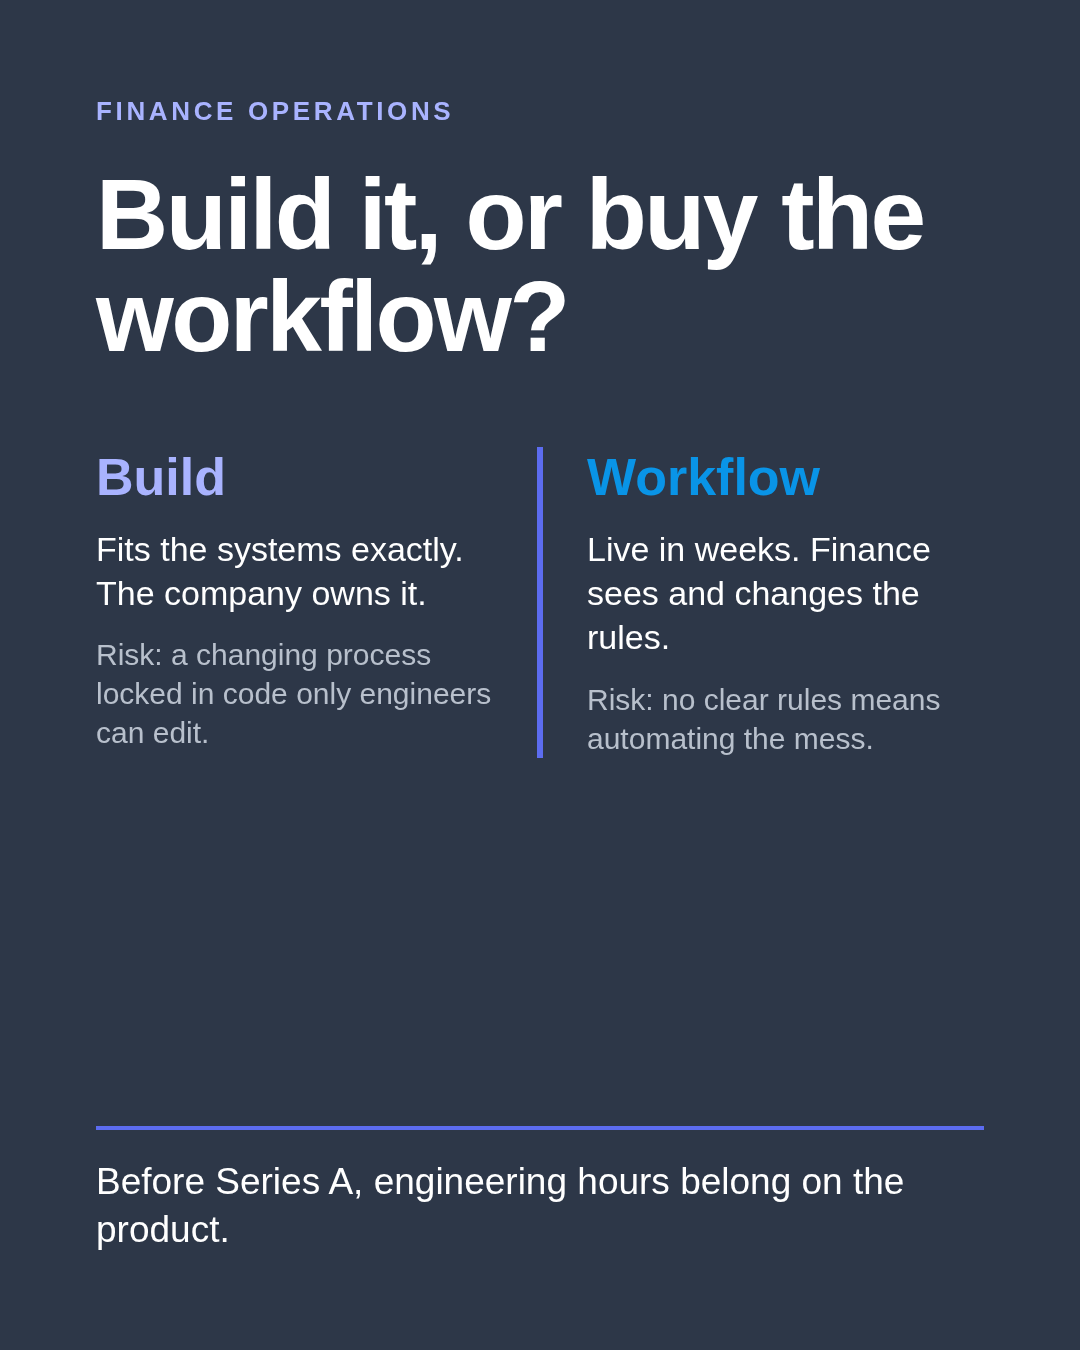 FINANCE OPERATIONS
Build it, or buy the
workflow?
Build
Fits the systems exactly.
The company owns it.
Risk: a changing process
locked in code only engineers
can edit.
Workflow
Live in weeks. Finance
sees and changes the
rules.
Risk: no clear rules means
automating the mess.
Before Series A, engineering hours belong on the
product.